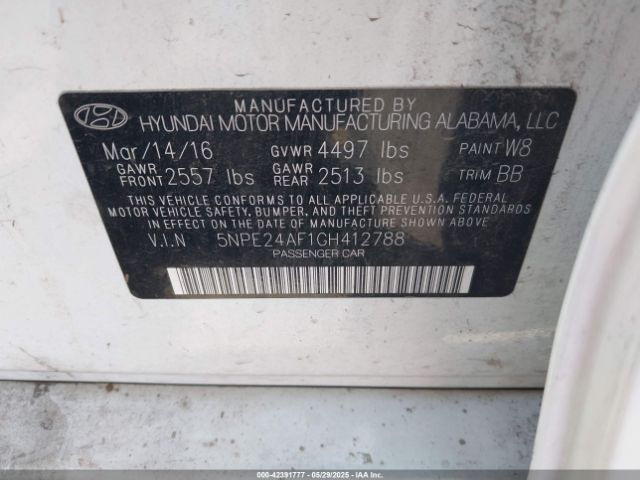 MANUFACTURED BY
HYUNDAI MOTOR MANUFACTURING ALABAMA, LLC
Mar/14/16 GVWR 4497 lbs PAINT W8
GAWR FRONT 2557 lbs GAWR REAR 2513 lbs TRIM BB
THIS VEHICLE CONFORMS TO ALL APPLICABLE U.S.A. FEDERAL
MOTOR VEHICLE SAFETY, BUMPER, AND THEFT PREVENTION STANDARDS
IN EFFECT ON THE DATE OF MANUFACTURE SHOWN ABOVE
V.I.N 5NPE24AF1GH412788
PASSENGER CAR
000-42391777 05/29/2025 IAA, Inc.